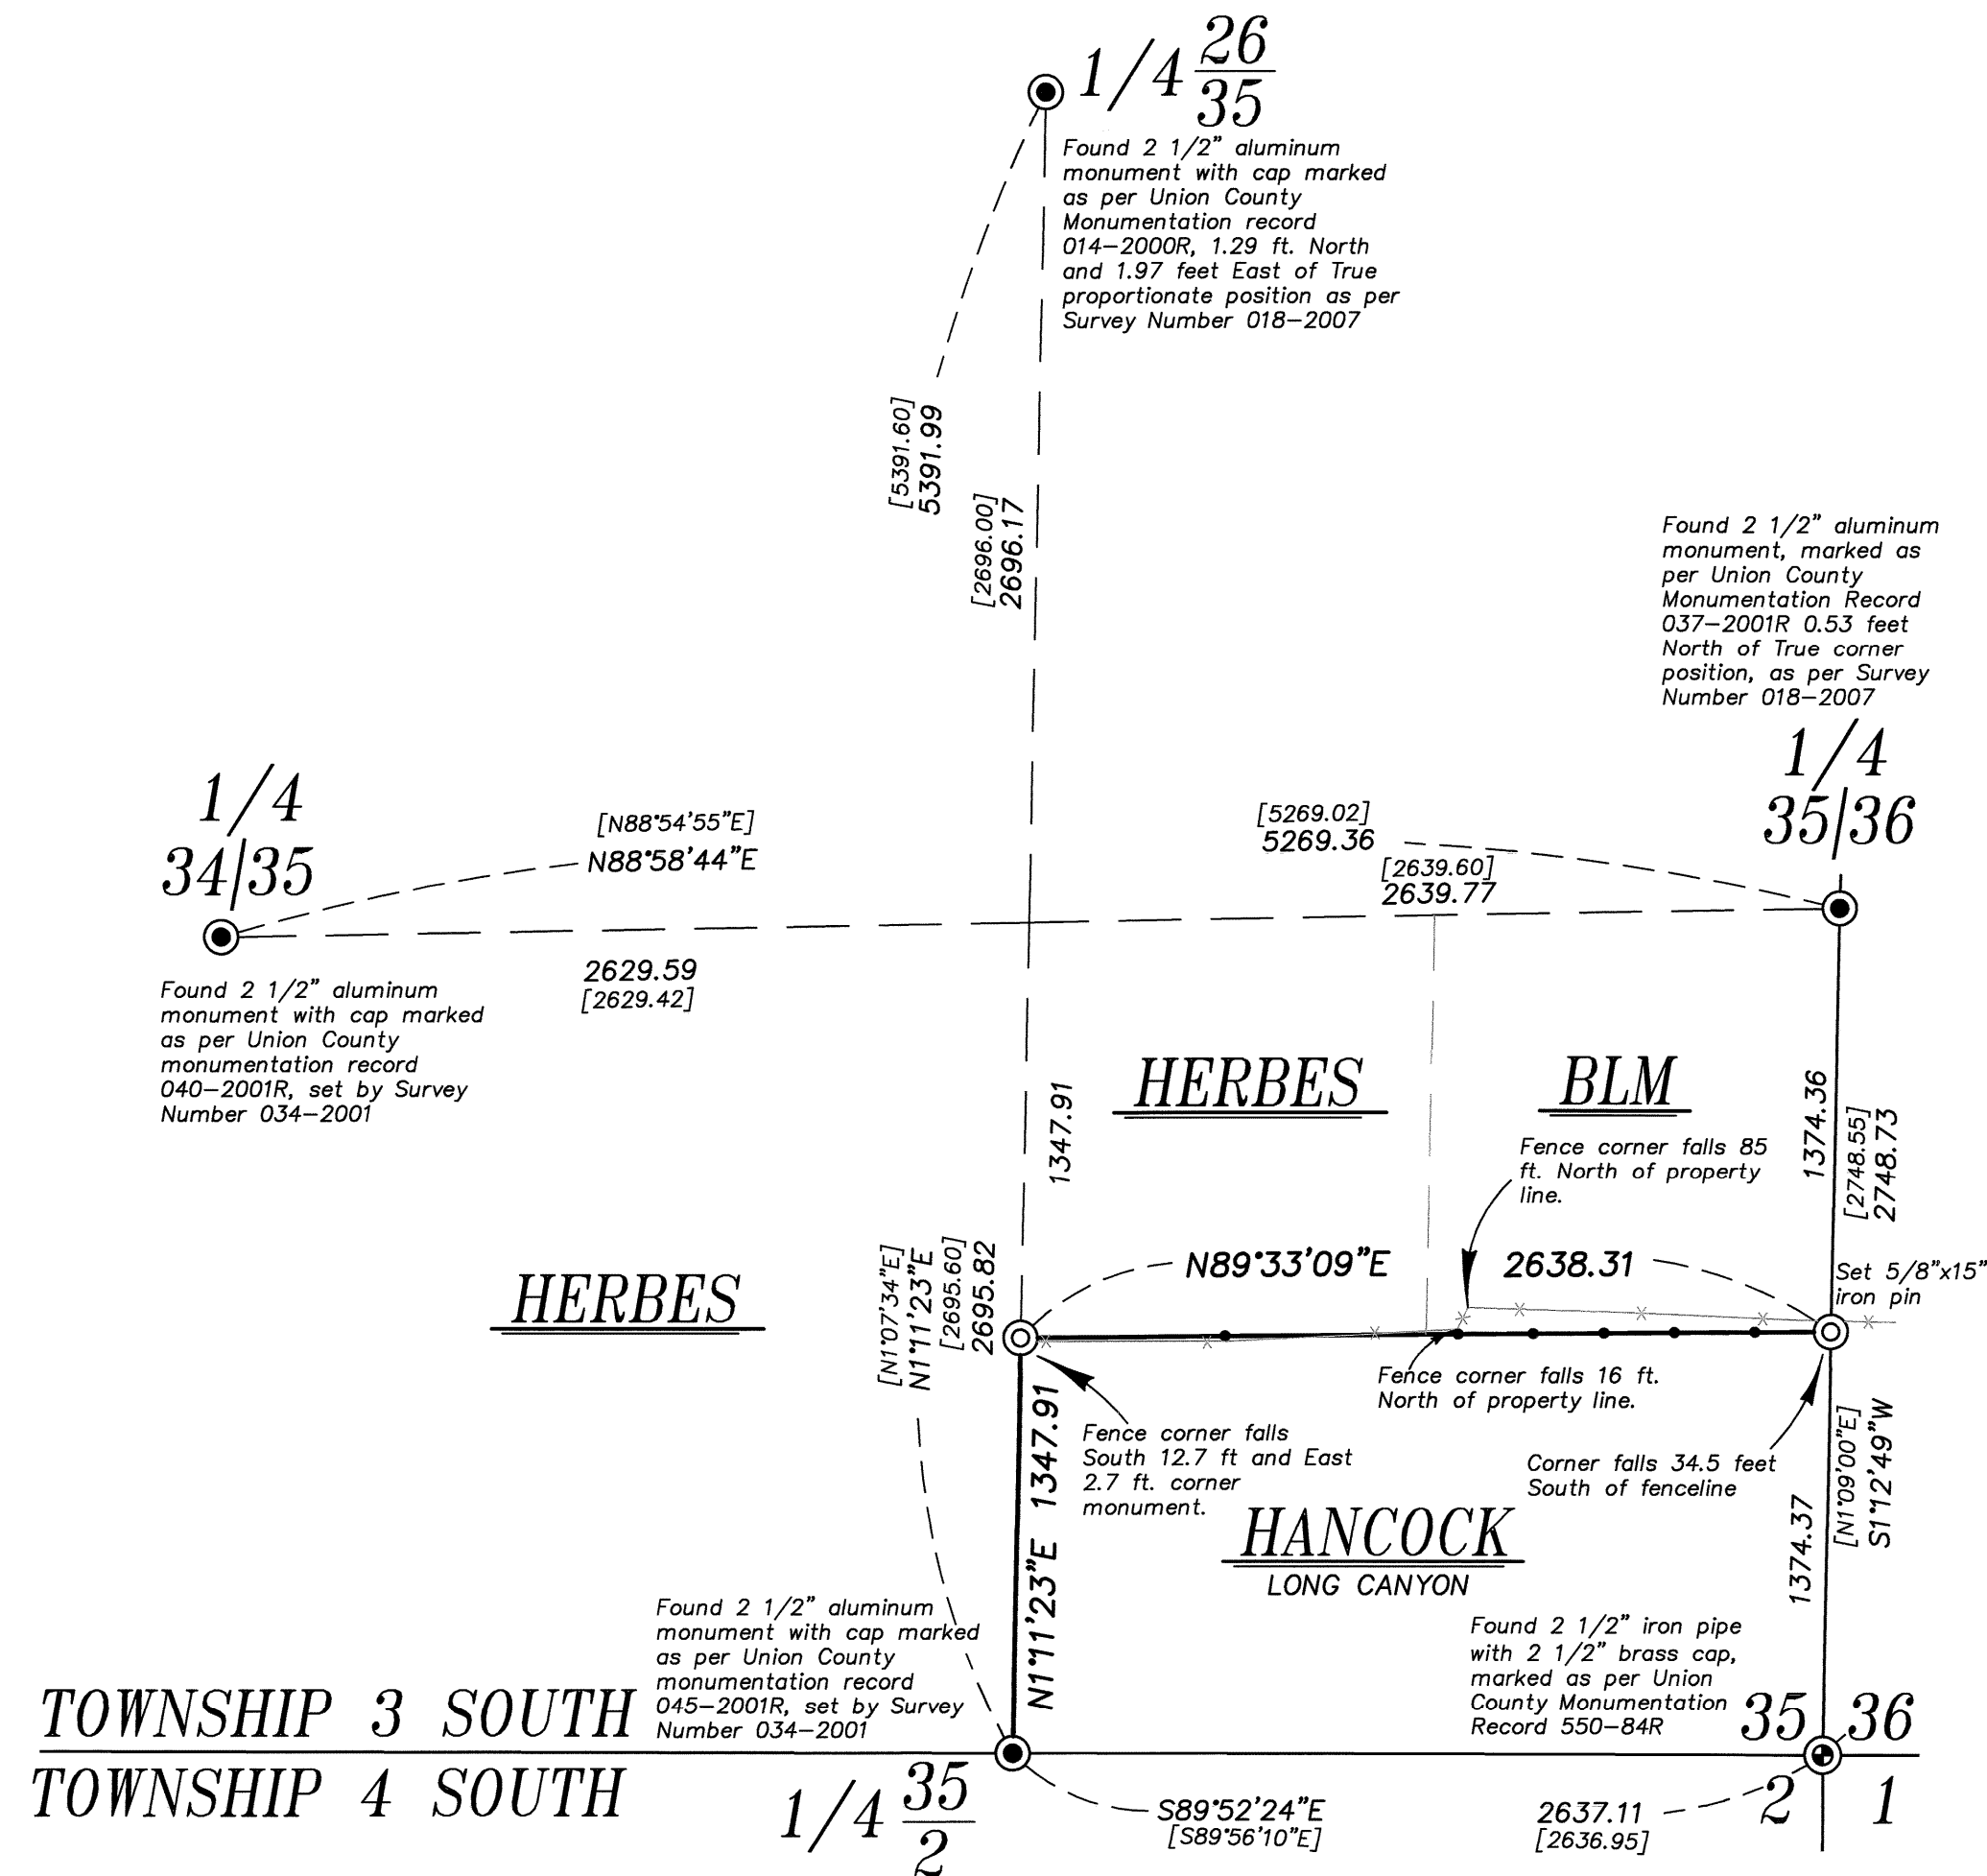 1/4 26
35
Found 2 1/2" aluminum
monument with cap marked
as per Union County
Monumentation record
014-2000R, 1.29 ft. North
and 1.97 feet East of True
proportionate position as per
Survey Number 018-2007
[5391.60]
5391.99
[2696.00]
2696.17
Found 2 1/2" aluminum
monument, marked as
per Union County
Monumentation Record
037-2001R 0.53 feet
North of True corner
position, as per Survey
Number 018-2007
1/4
35|36
1/4
34|35
[N88°54'55"E]
N88°58'44"E
[5269.02]
5269.36
[2639.60]
2639.77
2629.59
[2629.42]
Found 2 1/2" aluminum
monument with cap marked
as per Union County
monumentation record
040-2001R, set by Survey
Number 034-2001
HERBES
BLM
1347.91
1374.36
[2748.55]
2748.73
Fence corner falls 85
ft. North of property
line.
[N1°07'34"E]
N1°11'23"E
[2695.60]
2695.82
N89°33'09"E
2638.31
Set 5/8"x15"
iron pin
HERBES
Fence corner falls 16 ft.
North of property line.
Fence corner falls
South 12.7 ft and East
2.7 ft. corner
monument.
Corner falls 34.5 feet
South of fenceline
N1°11'23"E 1347.91
[N1°09'00"E]
S1°12'49"W
1374.37
HANCOCK
LONG CANYON
Found 2 1/2" aluminum
monument with cap marked
as per Union County
monumentation record
045-2001R, set by Survey
Number 034-2001
Found 2 1/2" iron pipe
with 2 1/2" brass cap,
marked as per Union
County Monumentation
Record 550-84R
35 36
TOWNSHIP 3 SOUTH
TOWNSHIP 4 SOUTH
1/4 35
2
S89°52'24"E
[S89°56'10"E]
2637.11
[2636.95]
2 1